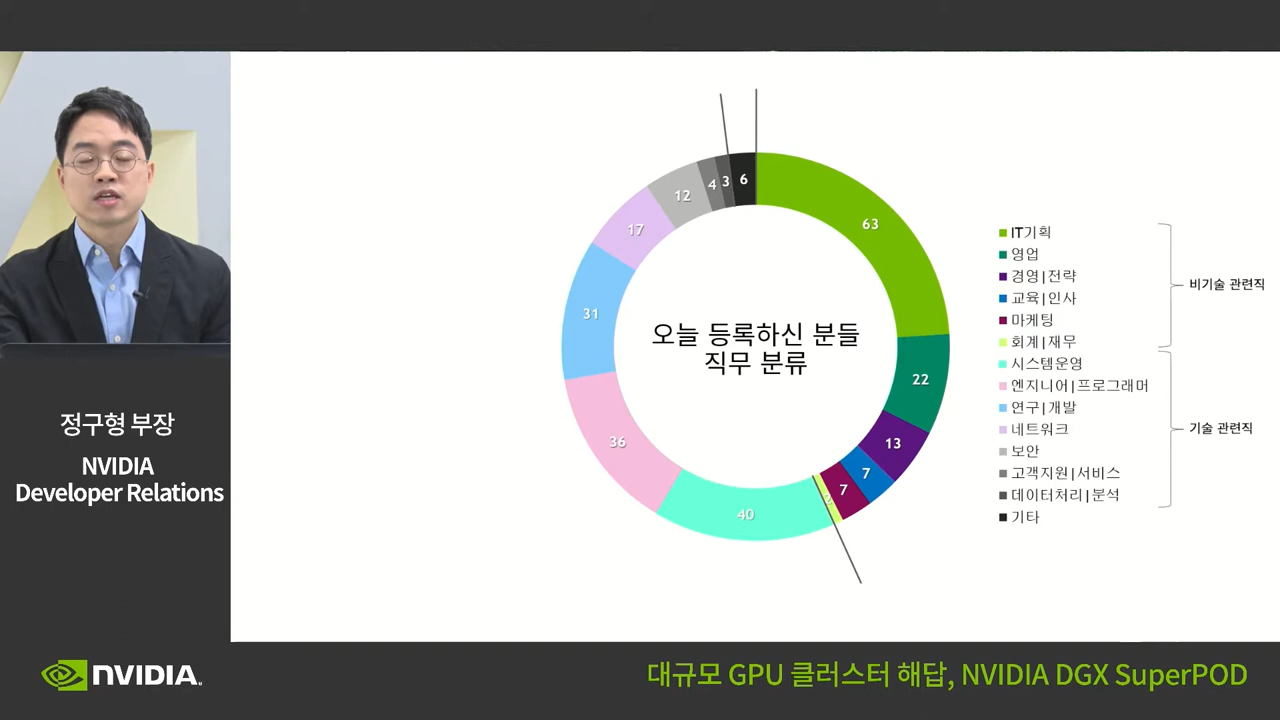 63
22
13
7
7
40
36
31
17
12
4
3
6
오늘 등록하신 분들
직무 분류
IT기획
영업
경영|전략
교육|인사
마케팅
회계|재무
시스템운영
엔지니어|프로그래머
연구|개발
네트워크
보안
고객지원|서비스
데이터처리|분석
기타
비기술 관련직
기술 관련직
정구형 부장
NVIDIA
Developer Relations
NVIDIA.
대규모 GPU 클러스터 해답, NVIDIA DGX SuperPOD